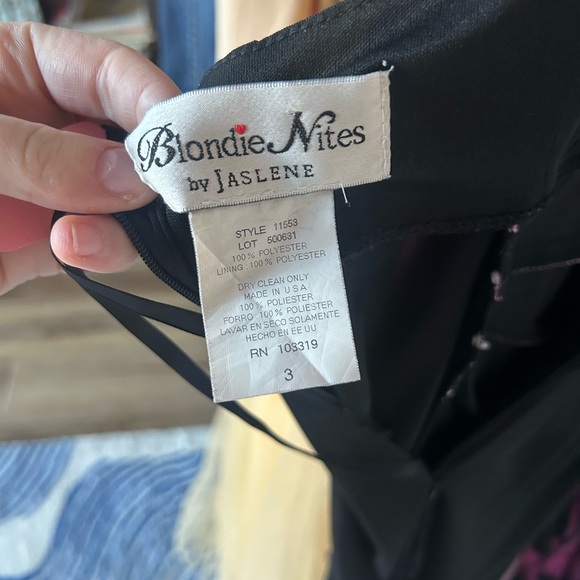 Blondie Nites
by JASLENE
STYLE 11553
LOT 500631
100% POLYESTER
LINING: 100% POLYESTER
DRY CLEAN ONLY
MADE IN U S A
100% POLIESTER
FORRO: 100% POLIESTER
LAVAR EN SECO SOLAMENTE
HECHO EN EE UU
RN 103319
3